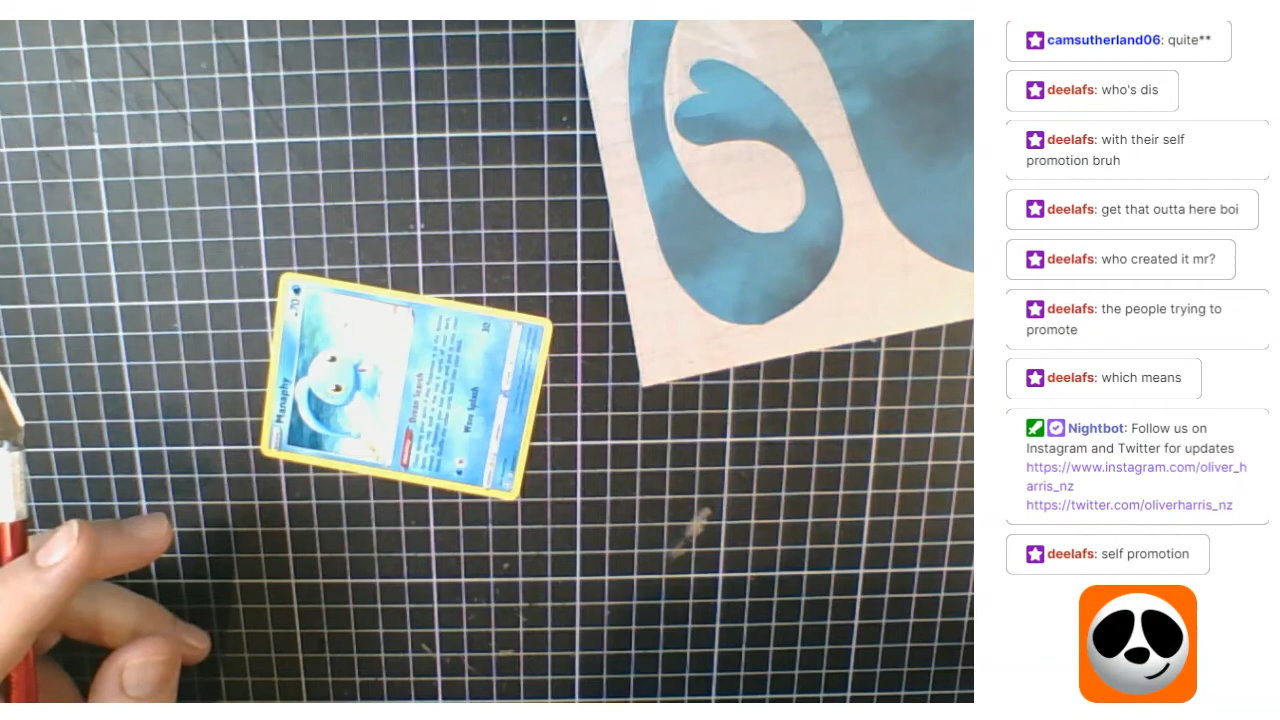 camsutherland06: quite**
deelafs: who's dis
deelafs: with their self
promotion bruh
deelafs: get that outta here boi
deelafs: who created it mr?
deelafs: the people trying to
promote
deelafs: which means
Nightbot: Follow us on
Instagram and Twitter for updates
https://www.instagram.com/oliver_h
arris_nz
https://twitter.com/oliverharris_nz
deelafs: self promotion
Manaphy
70
Ocean Search
Wave Splash
30